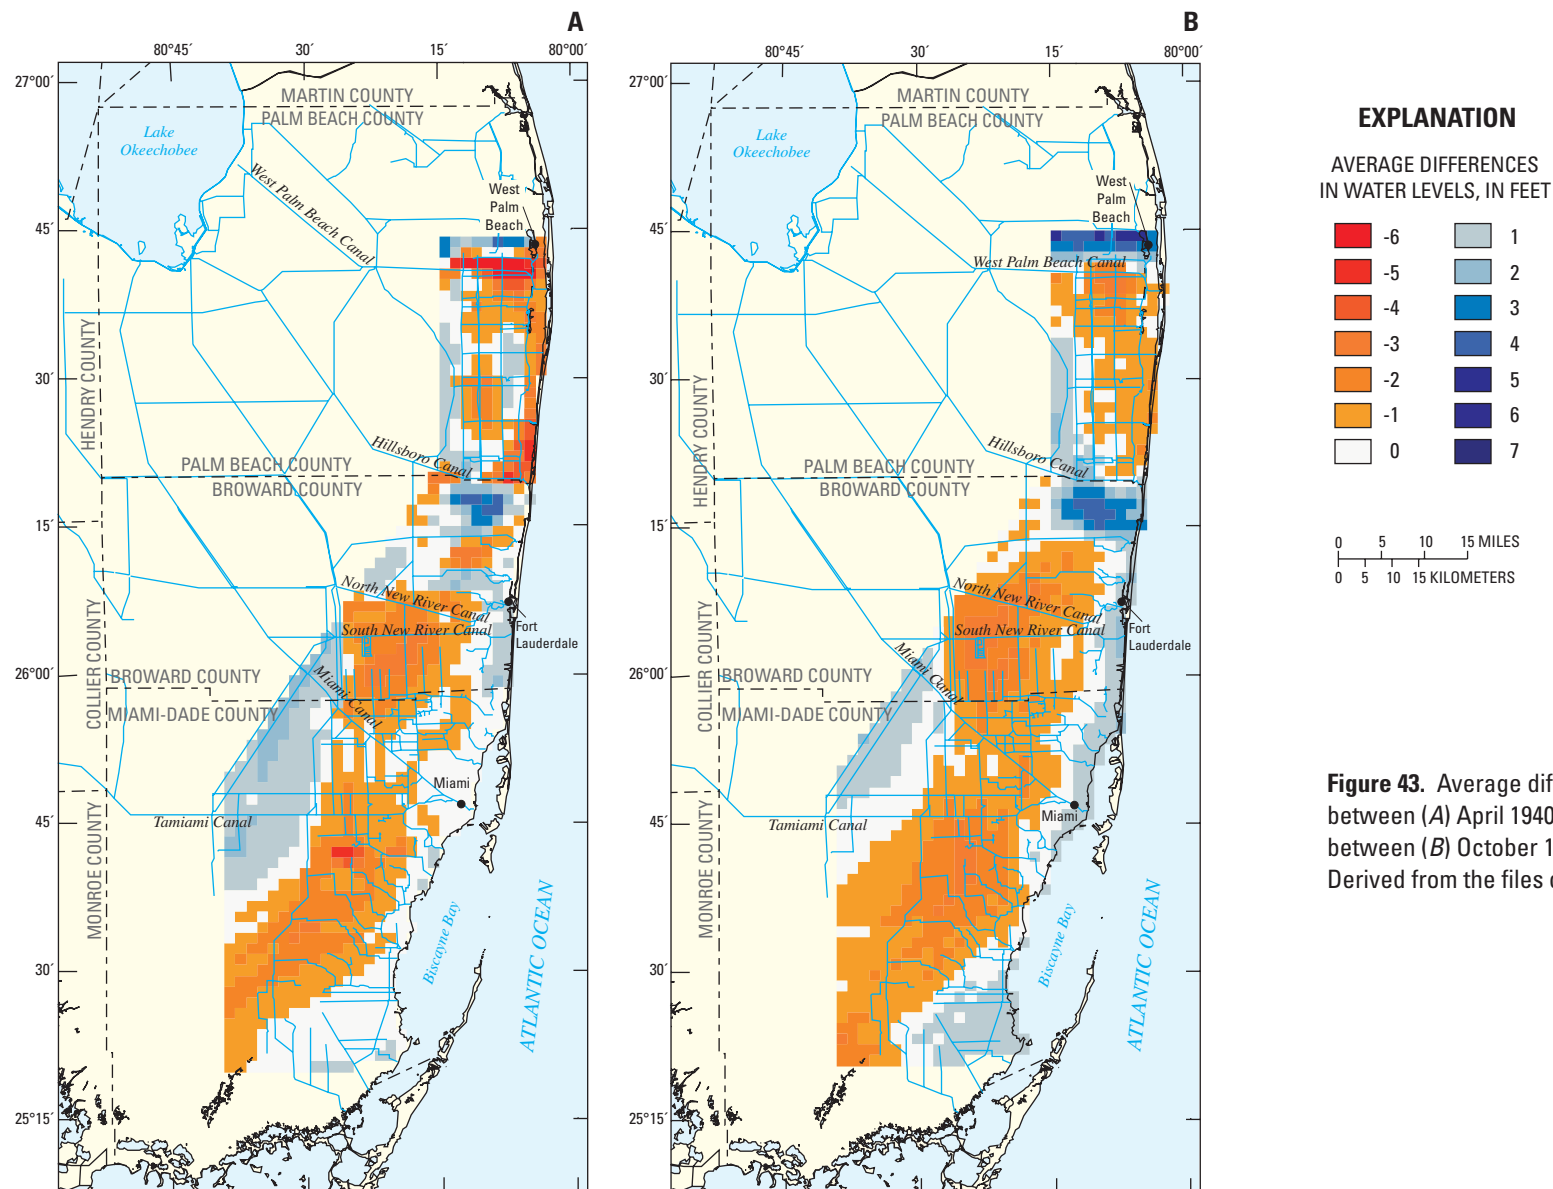 A
80°45´
30´
15´
80°00´
27°00´
MARTIN COUNTY
PALM BEACH COUNTY
Lake
Okeechobee
West Palm Beach Canal
West
Palm
Beach
45´
HENDRY COUNTY
30´
Hillsboro Canal
PALM BEACH COUNTY
BROWARD COUNTY
15´
North New River Canal
South New River Canal
Fort
Lauderdale
COLLIER COUNTY
26°00´
BROWARD COUNTY
MIAMI-DADE COUNTY
Miami Canal
Miami
Tamiami Canal
45´
MONROE COUNTY
Biscayne Bay
ATLANTIC OCEAN
30´
25°15´
B
80°45´
30´
15´
80°00´
27°00´
MARTIN COUNTY
PALM BEACH COUNTY
Lake
Okeechobee
West
Palm
Beach
45´
West Palm Beach Canal
HENDRY COUNTY
30´
Hillsboro Canal
PALM BEACH COUNTY
BROWARD COUNTY
15´
North New River Canal
South New River Canal
Fort
Lauderdale
COLLIER COUNTY
26°00´
BROWARD COUNTY
MIAMI-DADE COUNTY
Miami Canal
Miami
Tamiami Canal
45´
MONROE COUNTY
Biscayne Bay
ATLANTIC OCEAN
30´
25°15´
EXPLANATION
AVERAGE DIFFERENCES
IN WATER LEVELS, IN FEET
-6 1
-5 2
-4 3
-3 4
-2 5
-1 6
0 7
0 5 10 15 MILES
0 5 10 15 KILOMETERS
Figure 43. Average dif
between (A) April 1940
between (B) October 1
Derived from the files